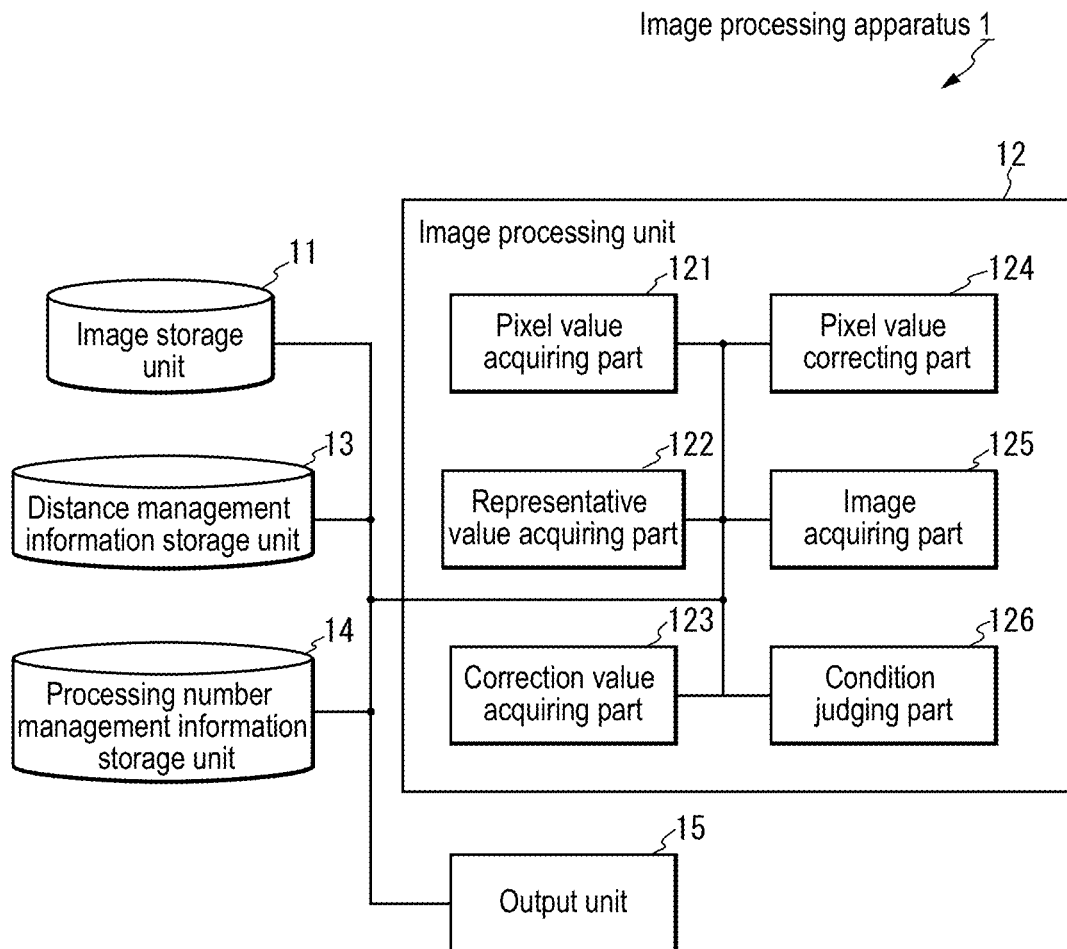 Image processing apparatus 1
12
Image processing unit
11
Image storage
unit
121
Pixel value
acquiring part
124
Pixel value
correcting part
13
Distance management
information storage unit
122
Representative
value acquiring part
125
Image
acquiring part
14
Processing number
management information
storage unit
123
Correction value
acquiring part
126
Condition
judging part
15
Output unit